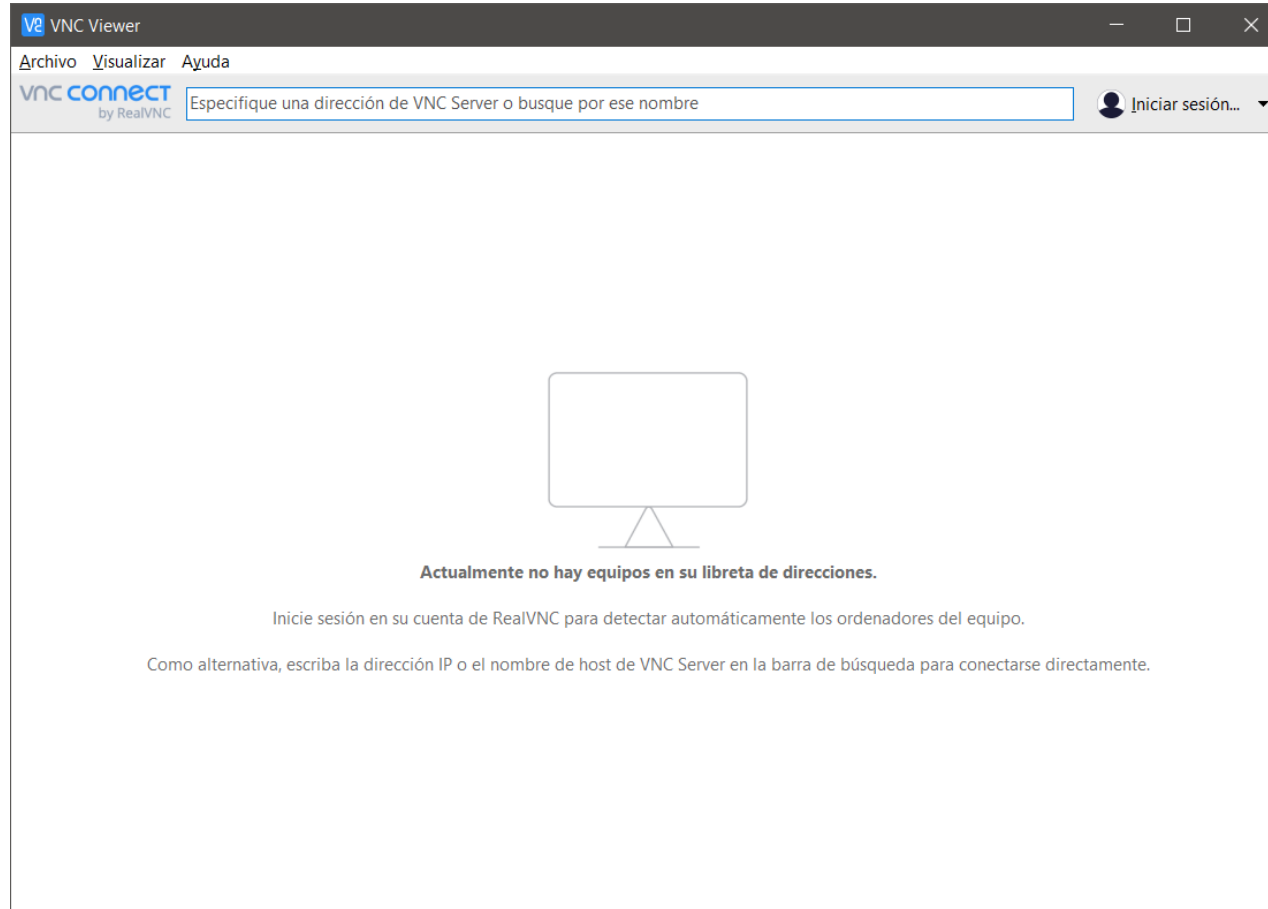 V2 VNC Viewer
Archivo Visualizar Ayuda
vnc connect
by RealVNC
Especifique una dirección de VNC Server o busque por ese nombre
Iniciar sesión...
Actualmente no hay equipos en su libreta de direcciones.
Inicie sesión en su cuenta de RealVNC para detectar automáticamente los ordenadores del equipo.
Como alternativa, escriba la dirección IP o el nombre de host de VNC Server en la barra de búsqueda para conectarse directamente.